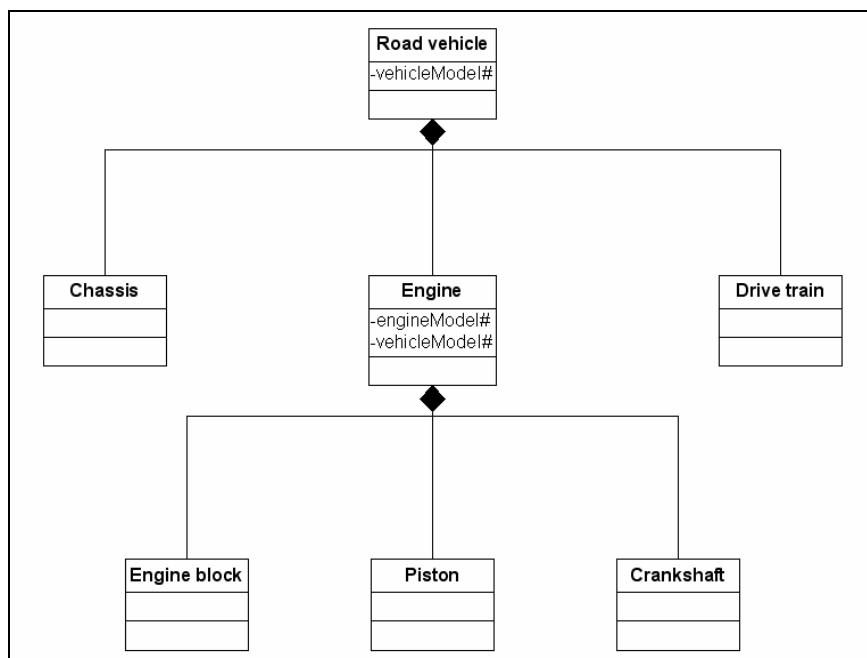 Road vehicle
-vehicleModel#
Chassis
Engine
Drive train
-engineModel#
-vehicleModel#
Engine block
Piston
Crankshaft